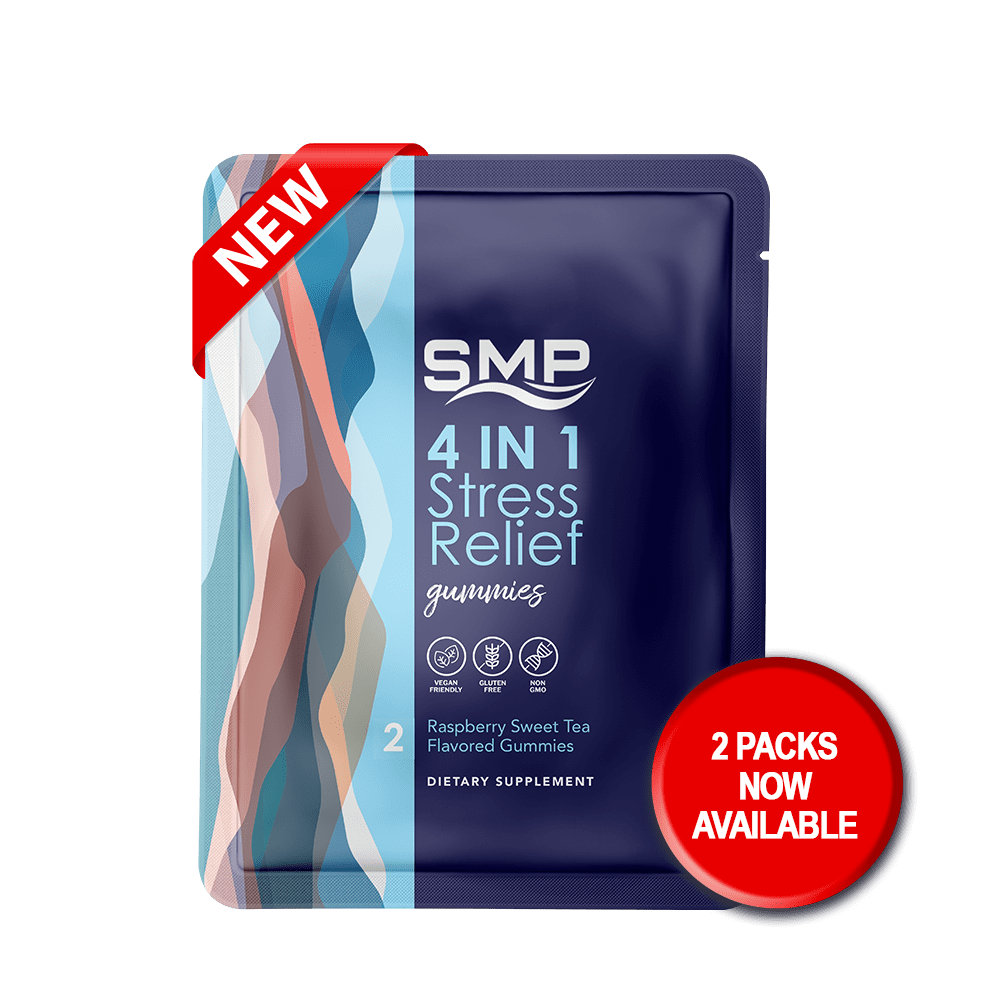 NEW
SMP
4 IN 1
Stress
Relief
gummies
VEGAN
FRIENDLY
GLUTEN
FREE
NON
GMO
2
Raspberry Sweet Tea
Flavored Gummies
DIETARY SUPPLEMENT
2 PACKS
NOW
AVAILABLE